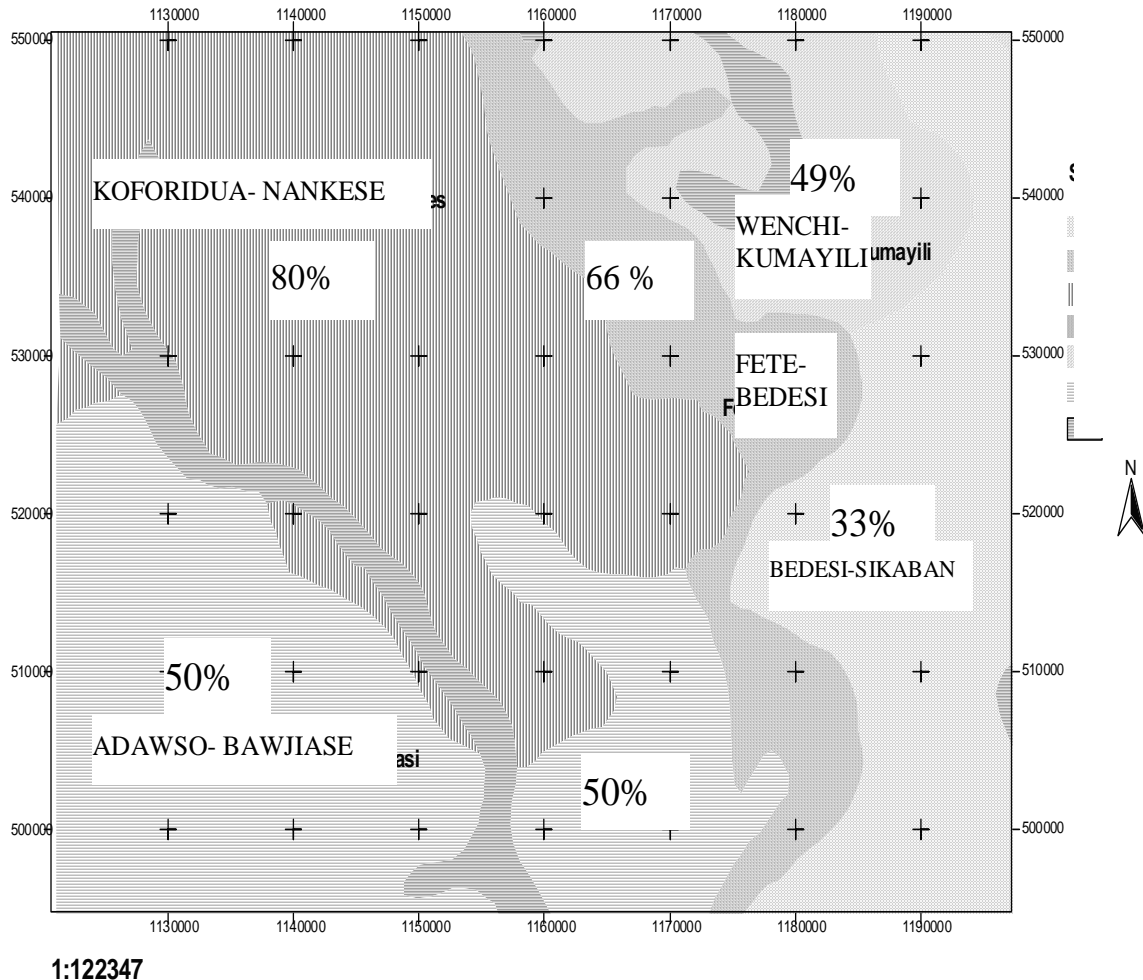 1130000 1140000 1150000 1160000 1170000 1180000 1190000
550000 550000
KOFORIDUA- NANKESE
49%
540000 es 540000
WENCHI-
KUMAYILI umayili
80% 66 %
530000 530000
FETE-
BEDESI
520000 33% 520000
BEDESI-SIKABAN
510000 50% 510000
ADAWSO- BAWJIASE asi
50%
500000 500000
1130000 1140000 1150000 1160000 1170000 1180000 1190000
N
1:122347